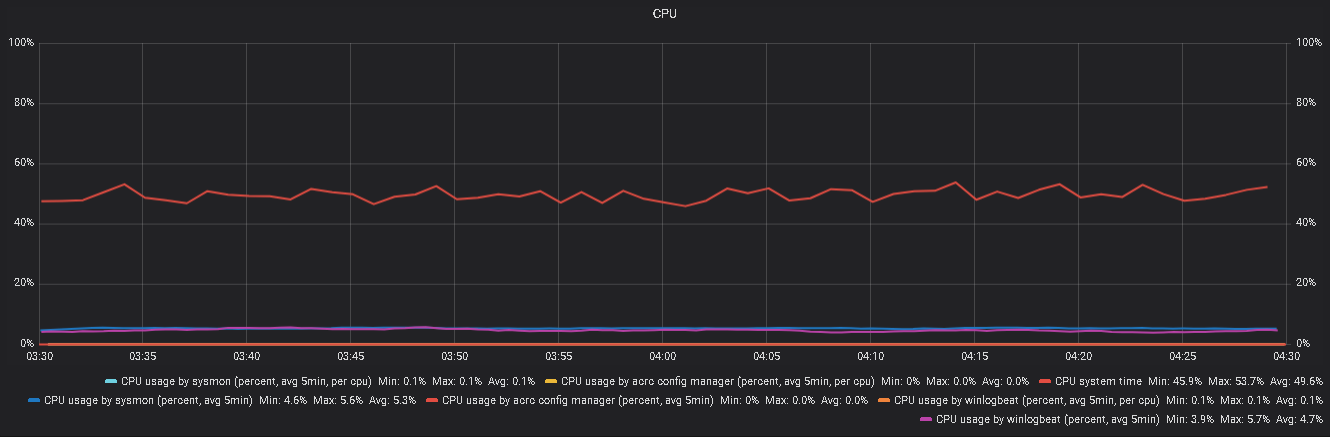 CPU
100% 100%
80% 80%
60% 60%
40% 40%
20% 20%
0% 0%
03:30 03:35 03:40 03:45 03:50 03:55 04:00 04:05 04:10 04:15 04:20 04:25 04:30
CPU usage by sysmon (percent, avg 5min, per cpu) Min: 0.1% Max: 0.1% Avg: 0.1% CPU usage by acrc config manager (percent, avg 5min, per cpu) Min: 0% Max: 0.0% Avg: 0.0% CPU system time Min: 45.9% Max: 53.7% Avg: 49.6%
CPU usage by sysmon (percent, avg 5min) Min: 4.6% Max: 5.6% Avg: 5.3% CPU usage by acrc config manager (percent, avg 5min) Min: 0% Max: 0.0% Avg: 0.0% CPU usage by winlogbeat (percent, avg 5min, per cpu) Min: 0.1% Max: 0.1% Avg: 0.1%
CPU usage by winlogbeat (percent, avg 5min) Min: 3.9% Max: 5.7% Avg: 4.7%